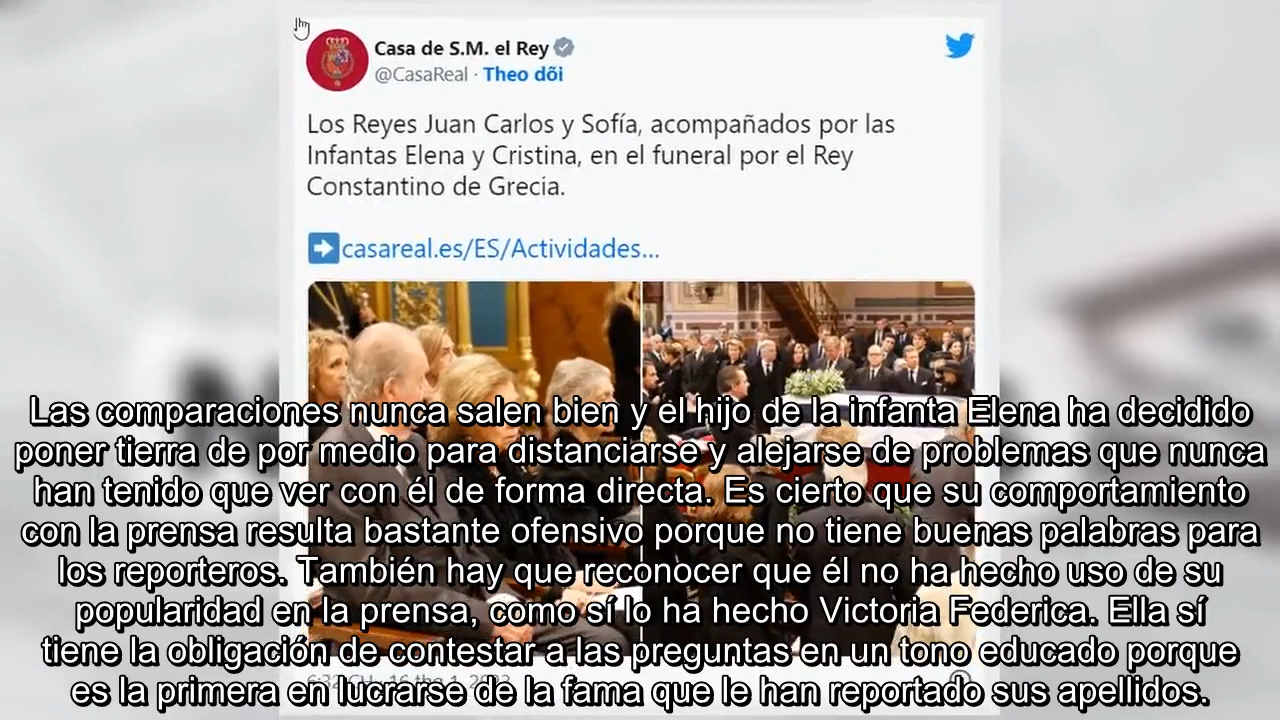 Casa de S.M. el Rey
@CasaReal · Theo dõi
Los Reyes Juan Carlos y Sofía, acompañados por las
Infantas Elena y Cristina, en el funeral por el Rey
Constantino de Grecia.
casareal.es/ES/Actividades...
Las comparaciones nunca salen bien y el hijo de la infanta Elena ha decidido
poner tierra de por medio para distanciarse y alejarse de problemas que nunca
han tenido que ver con él de forma directa. Es cierto que su comportamiento
con la prensa resulta bastante ofensivo porque no tiene buenas palabras para
los reporteros. También hay que reconocer que él no ha hecho uso de su
popularidad en la prensa, como sí lo ha hecho Victoria Federica. Ella sí
tiene la obligación de contestar a las preguntas en un tono educado porque
es la primera en lucrarse de la fama que le han reportado sus apellidos.